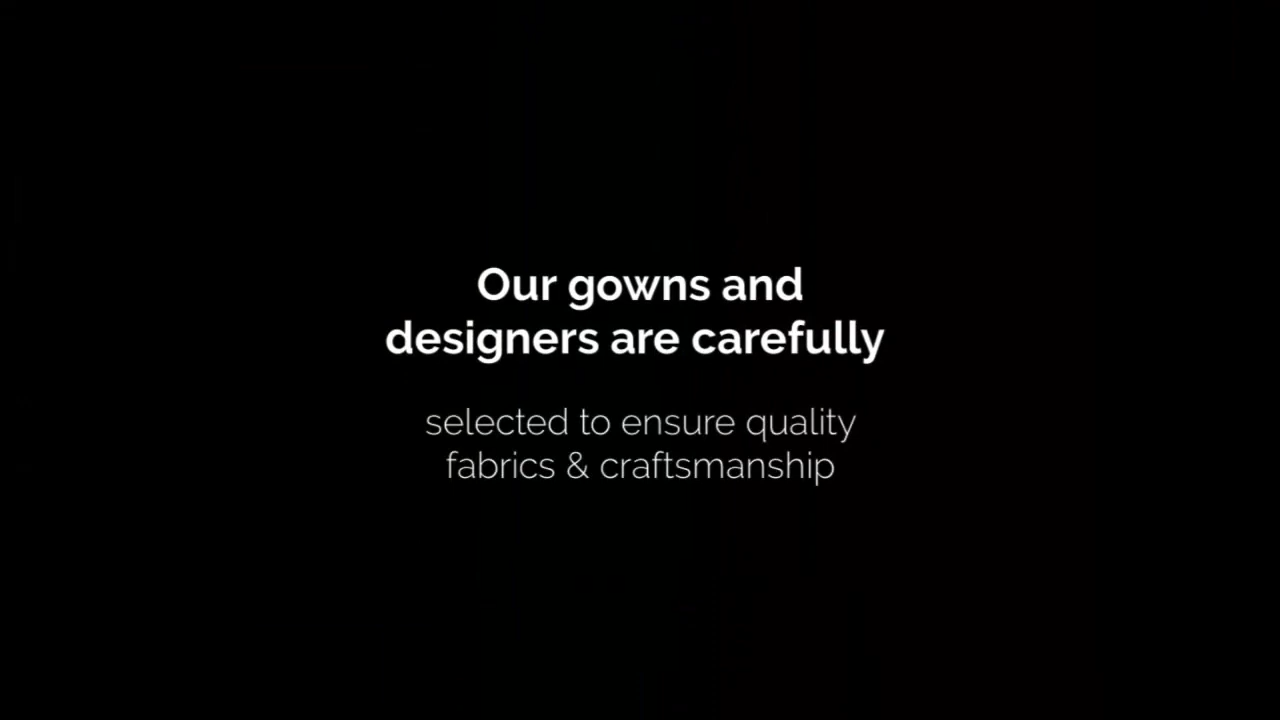 Our gowns and
designers are carefully
selected to ensure quality
fabrics & craftsmanship